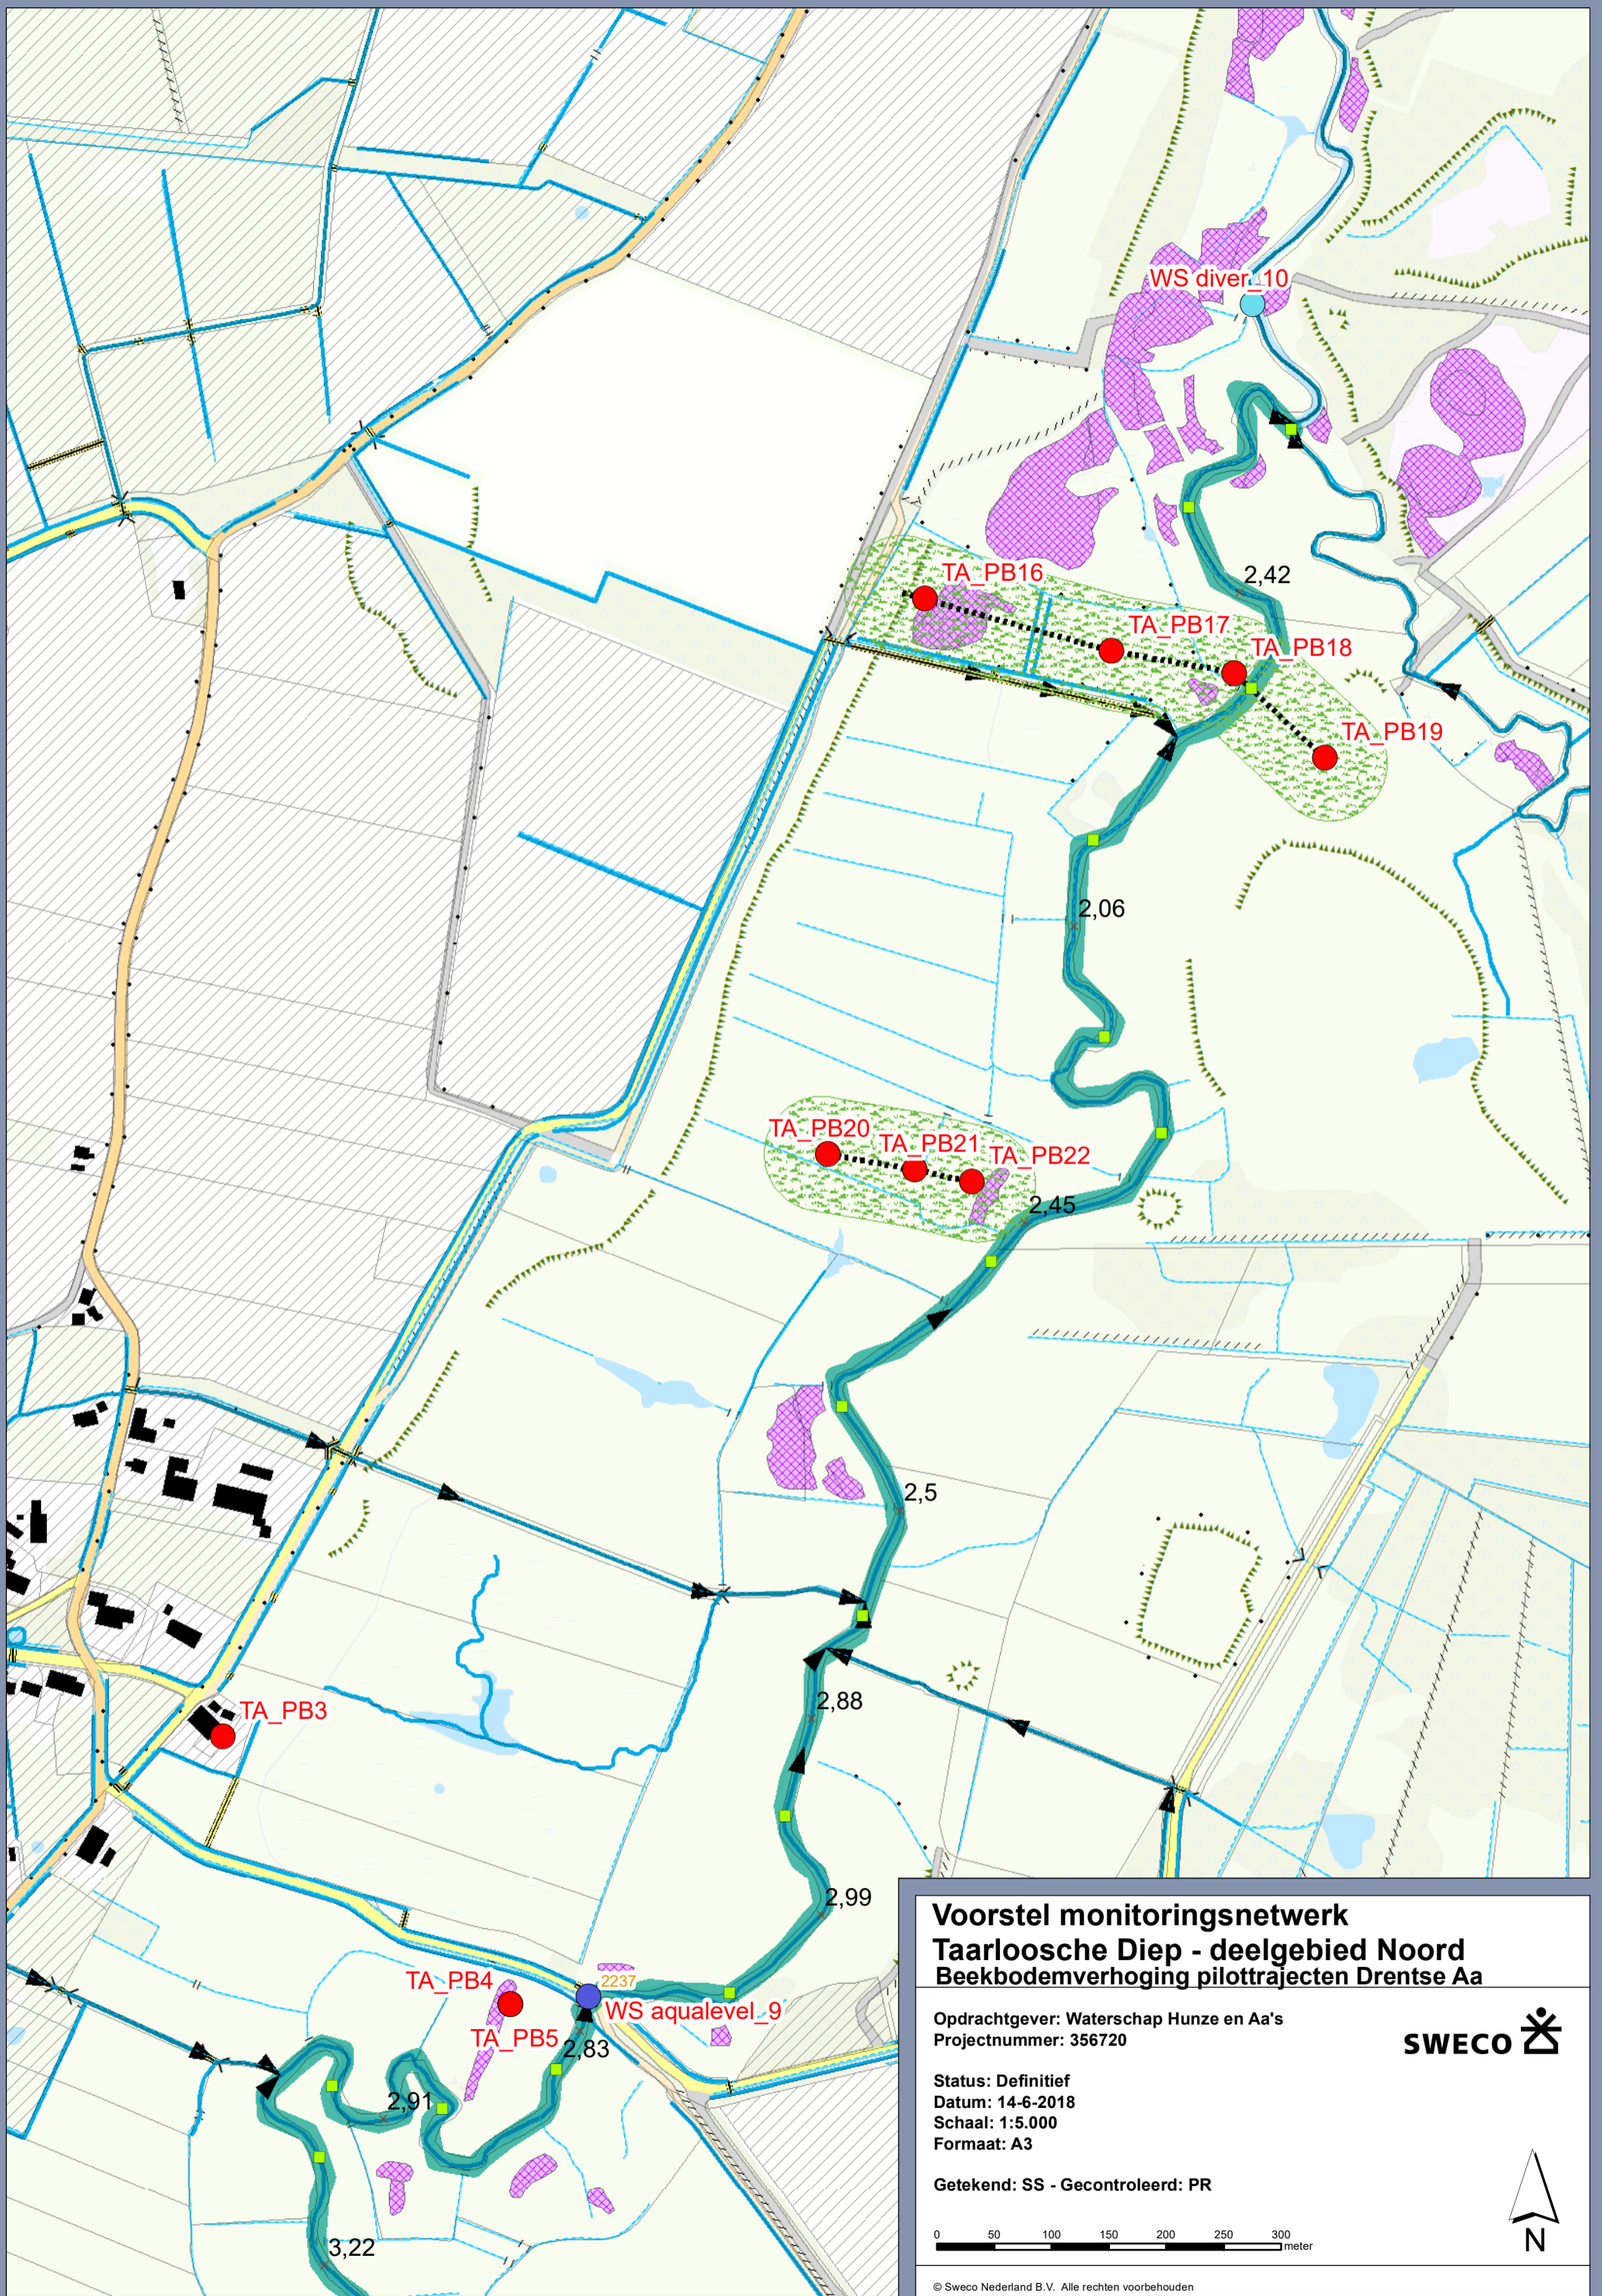 WS diver_10
2,42
TA_PB16
TA_PB17
TA_PB18
TA_PB19
2,06
TA_PB20
TA_PB21
TA_PB22
2,45
2,5
TA_PB3
2,88
2,99
TA_PB4
2237
WS aqualevel_9
TA_PB5
2,83
2,91
3,22
Voorstel monitoringsnetwerk
Taarloosche Diep - deelgebied Noord
Beekbodemverhoging pilottrajecten Drentse Aa
Opdrachtgever: Waterschap Hunze en Aa's
Projectnummer: 356720
SWECO
Status: Definitief
Datum: 14-6-2018
Schaal: 1:5.000
Formaat: A3
Getekend: SS - Gecontroleerd: PR
0 50 100 150 200 250 300
meter
N
© Sweco Nederland B.V. Alle rechten voorbehouden